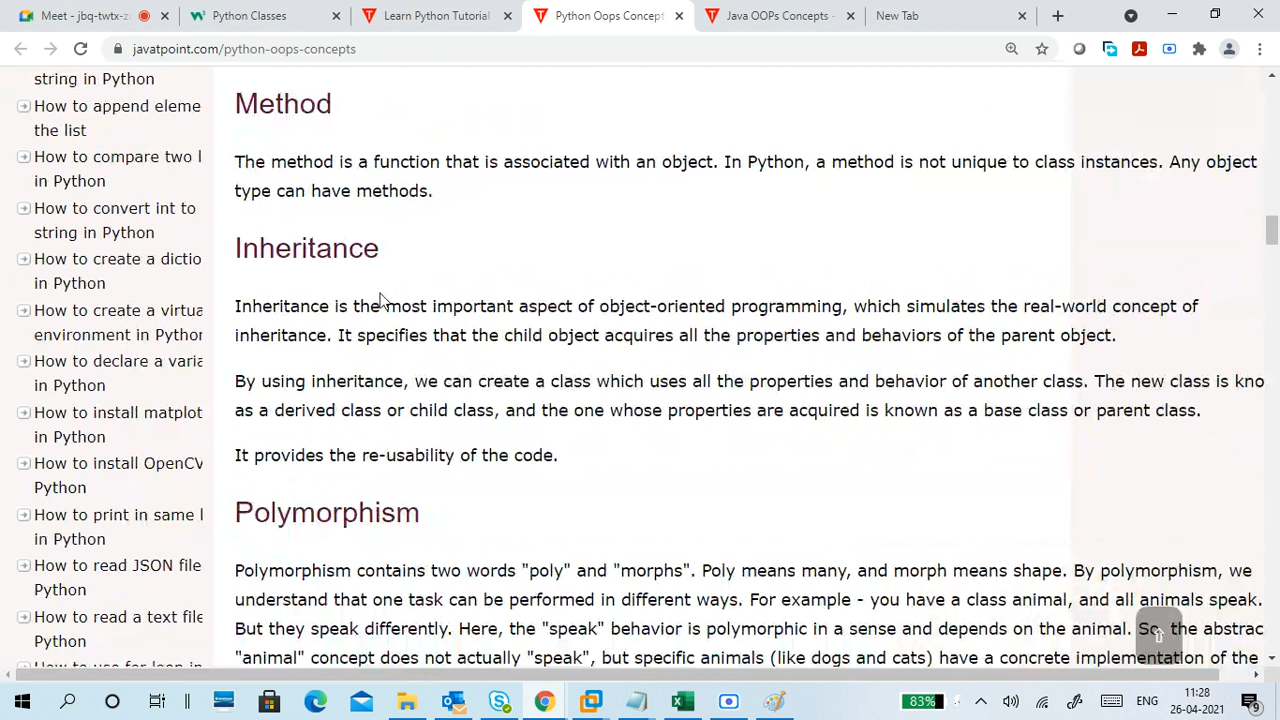 Meet - jbq-twtx-z
Python Classes
Learn Python Tutorial
Python Oops Concept
Java OOPs Concepts -
New Tab
javatpoint.com/python-oops-concepts
string in Python
How to append eleme
the list
How to compare two l
in Python
How to convert int to
string in Python
How to create a dictio
in Python
How to create a virtua
environment in Python
How to declare a varia
in Python
How to install matplot
in Python
How to install OpenCV
Python
How to print in same l
in Python
How to read JSON file
Python
How to read a text file
Python
Method
The method is a function that is associated with an object. In Python, a method is not unique to class instances. Any object
type can have methods.
Inheritance
Inheritance is the most important aspect of object-oriented programming, which simulates the real-world concept of
inheritance. It specifies that the child object acquires all the properties and behaviors of the parent object.
By using inheritance, we can create a class which uses all the properties and behavior of another class. The new class is kno
as a derived class or child class, and the one whose properties are acquired is known as a base class or parent class.
It provides the re-usability of the code.
Polymorphism
Polymorphism contains two words "poly" and "morphs". Poly means many, and morph means shape. By polymorphism, we
understand that one task can be performed in different ways. For example - you have a class animal, and all animals speak.
But they speak differently. Here, the "speak" behavior is polymorphic in a sense and depends on the animal. So, the abstrac
"animal" concept does not actually "speak", but specific animals (like dogs and cats) have a concrete implementation of the
83%
ENG
11:28
26-04-2021
9